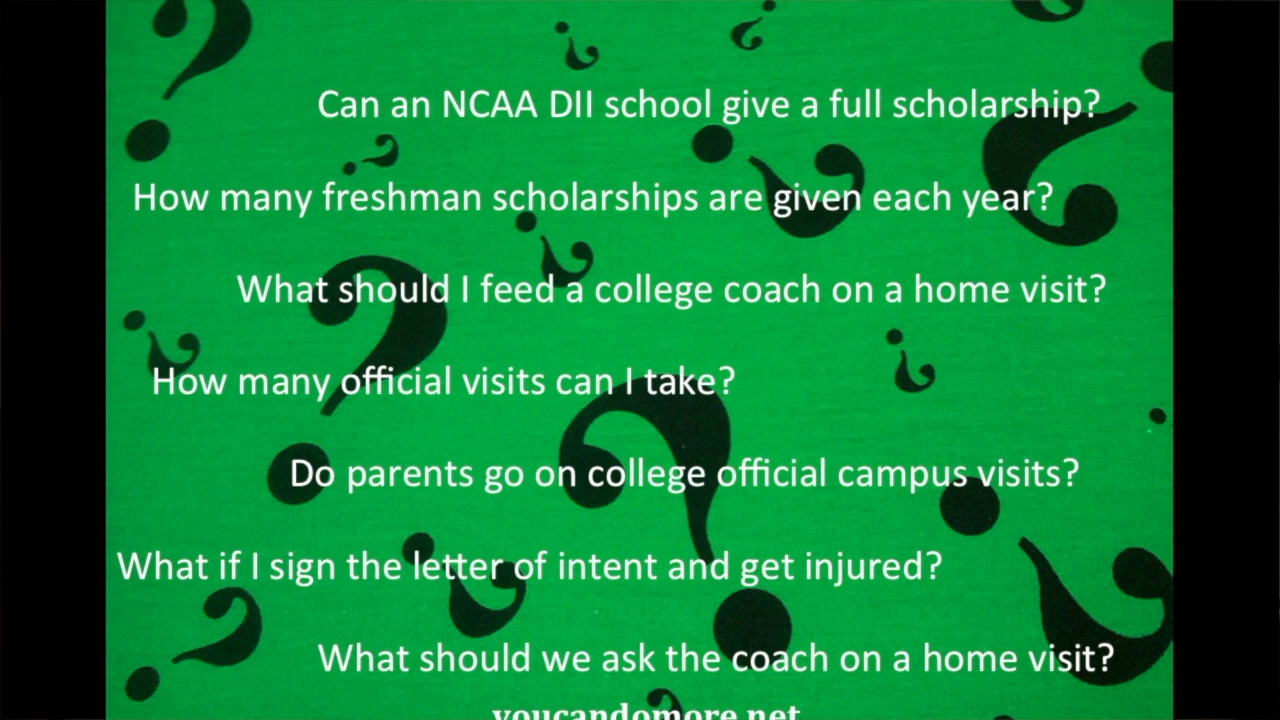 Can an NCAA DII school give a full scholarship?
How many freshman scholarships are given each year?
What should I feed a college coach on a home visit?
How many official visits can I take?
Do parents go on college official campus visits?
What if I sign the letter of intent and get injured?
What should we ask the coach on a home visit?
youcandomore.net